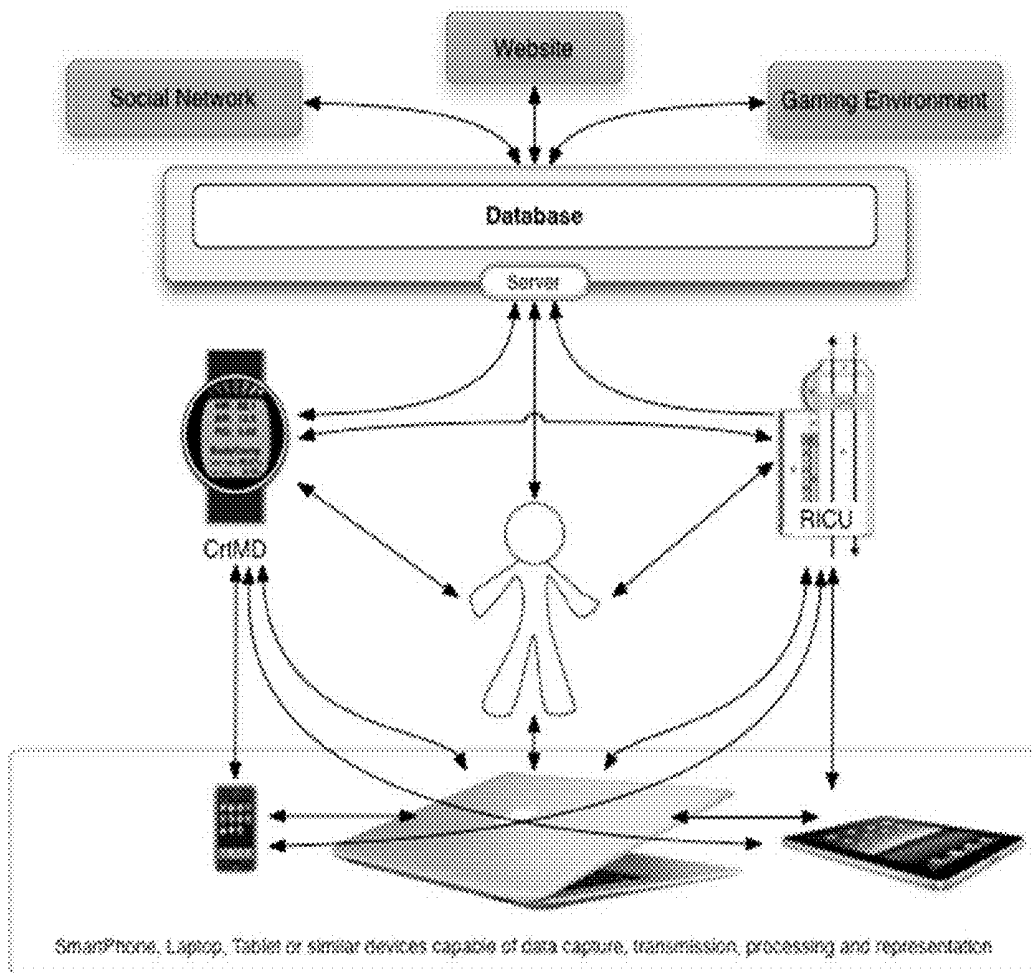 Website
Social Network
Gaming Environment
Database
Server
RICU
CrtMD
SmartPhone, Laptop, Tablet or similar devices capable of data capture, transmission, processing and representation